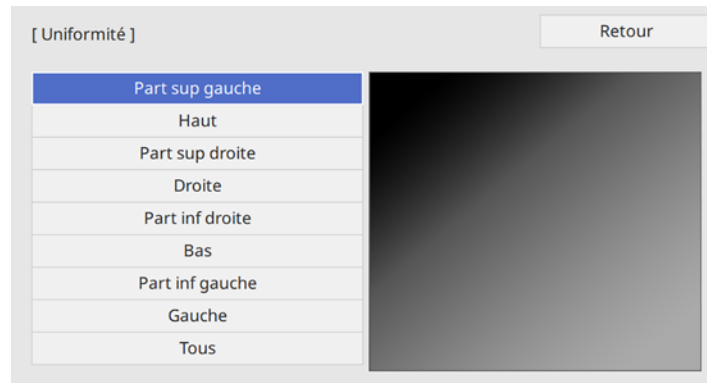 [ Uniformité ]
Retour
Part sup gauche
Haut
Part sup droite
Droite
Part inf droite
Bas
Part inf gauche
Gauche
Tous